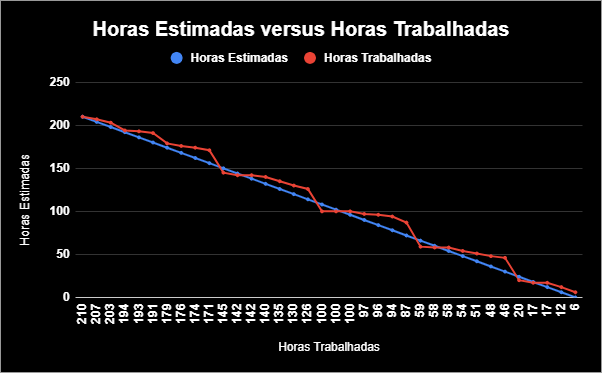 Horas Estimadas versus Horas Trabalhadas
Horas Estimadas Horas Trabalhadas
250
200
150
100
50
0
Horas Estimadas
210 207 203 194 193 191 179 176 174 171 145 142 142 140 135 130 126 100 100 100 97 96 94 87 59 58 58 54 51 48 46 20 17 17 12 6
Horas Trabalhadas